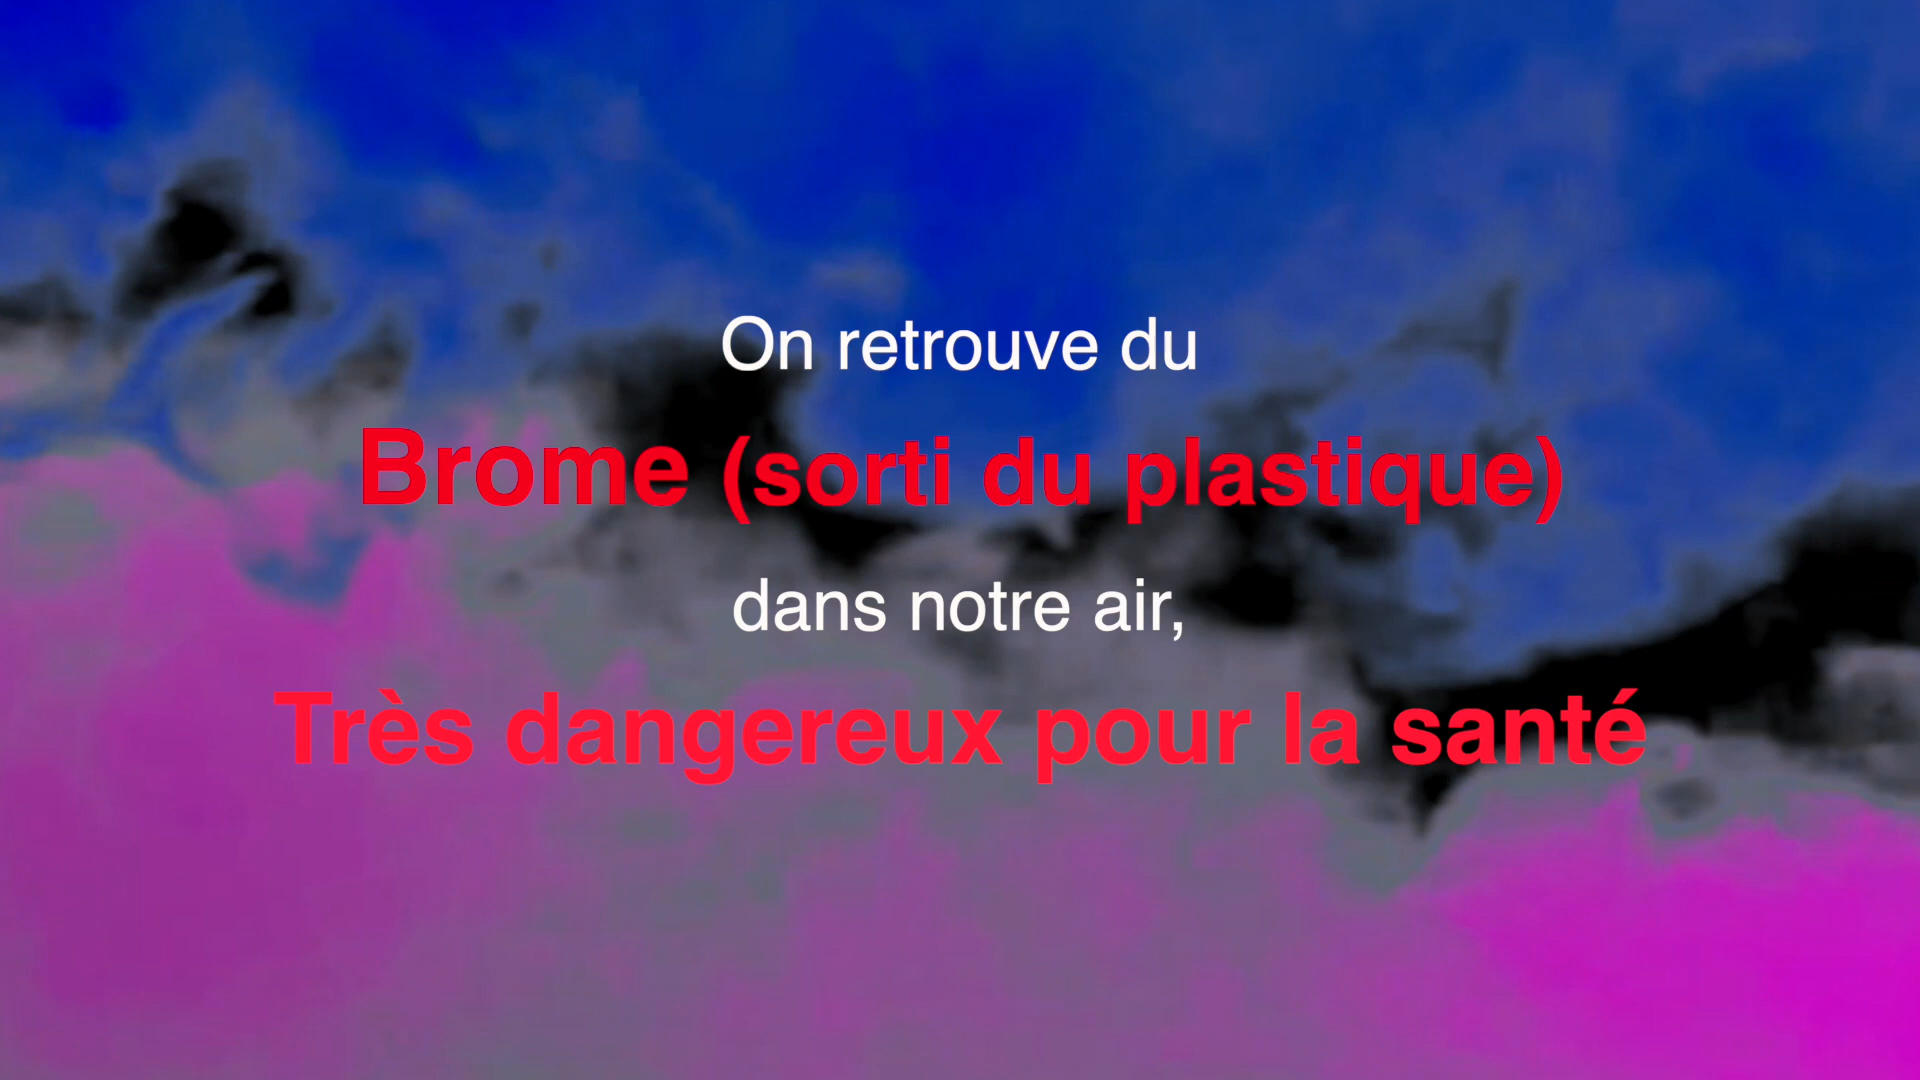 On retrouve du
Brome (sorti du plastique)
dans notre air,
Très dangereux pour la santé